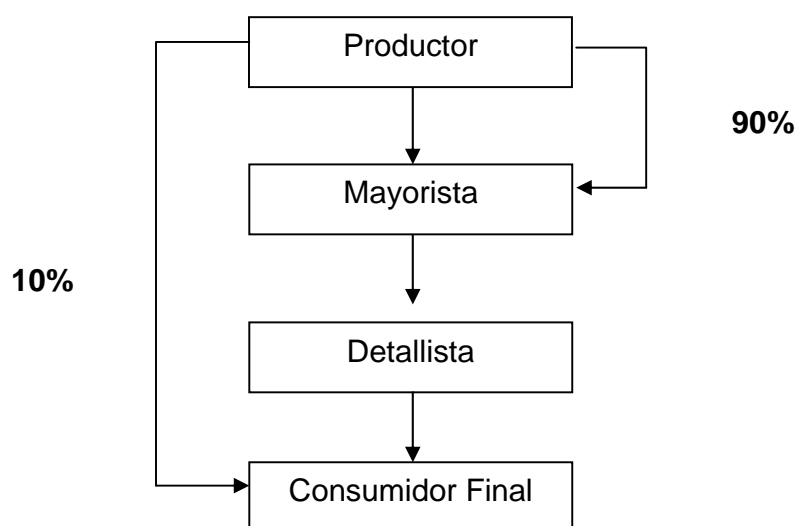 Productor
90%
Mayorista
10%
Detallista
Consumidor Final